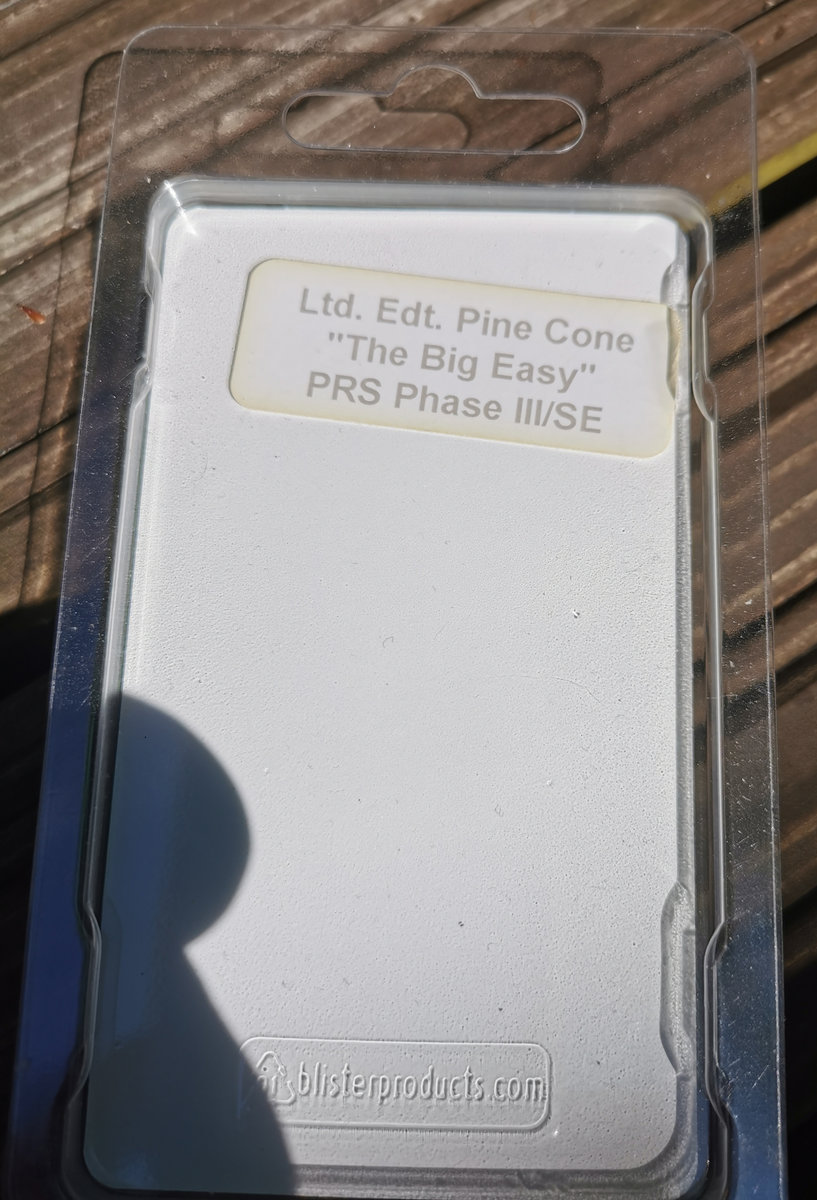 Ltd. Edt. Pine Cone
"The Big Easy"
PRS Phase III/SE
blisterproducts.com